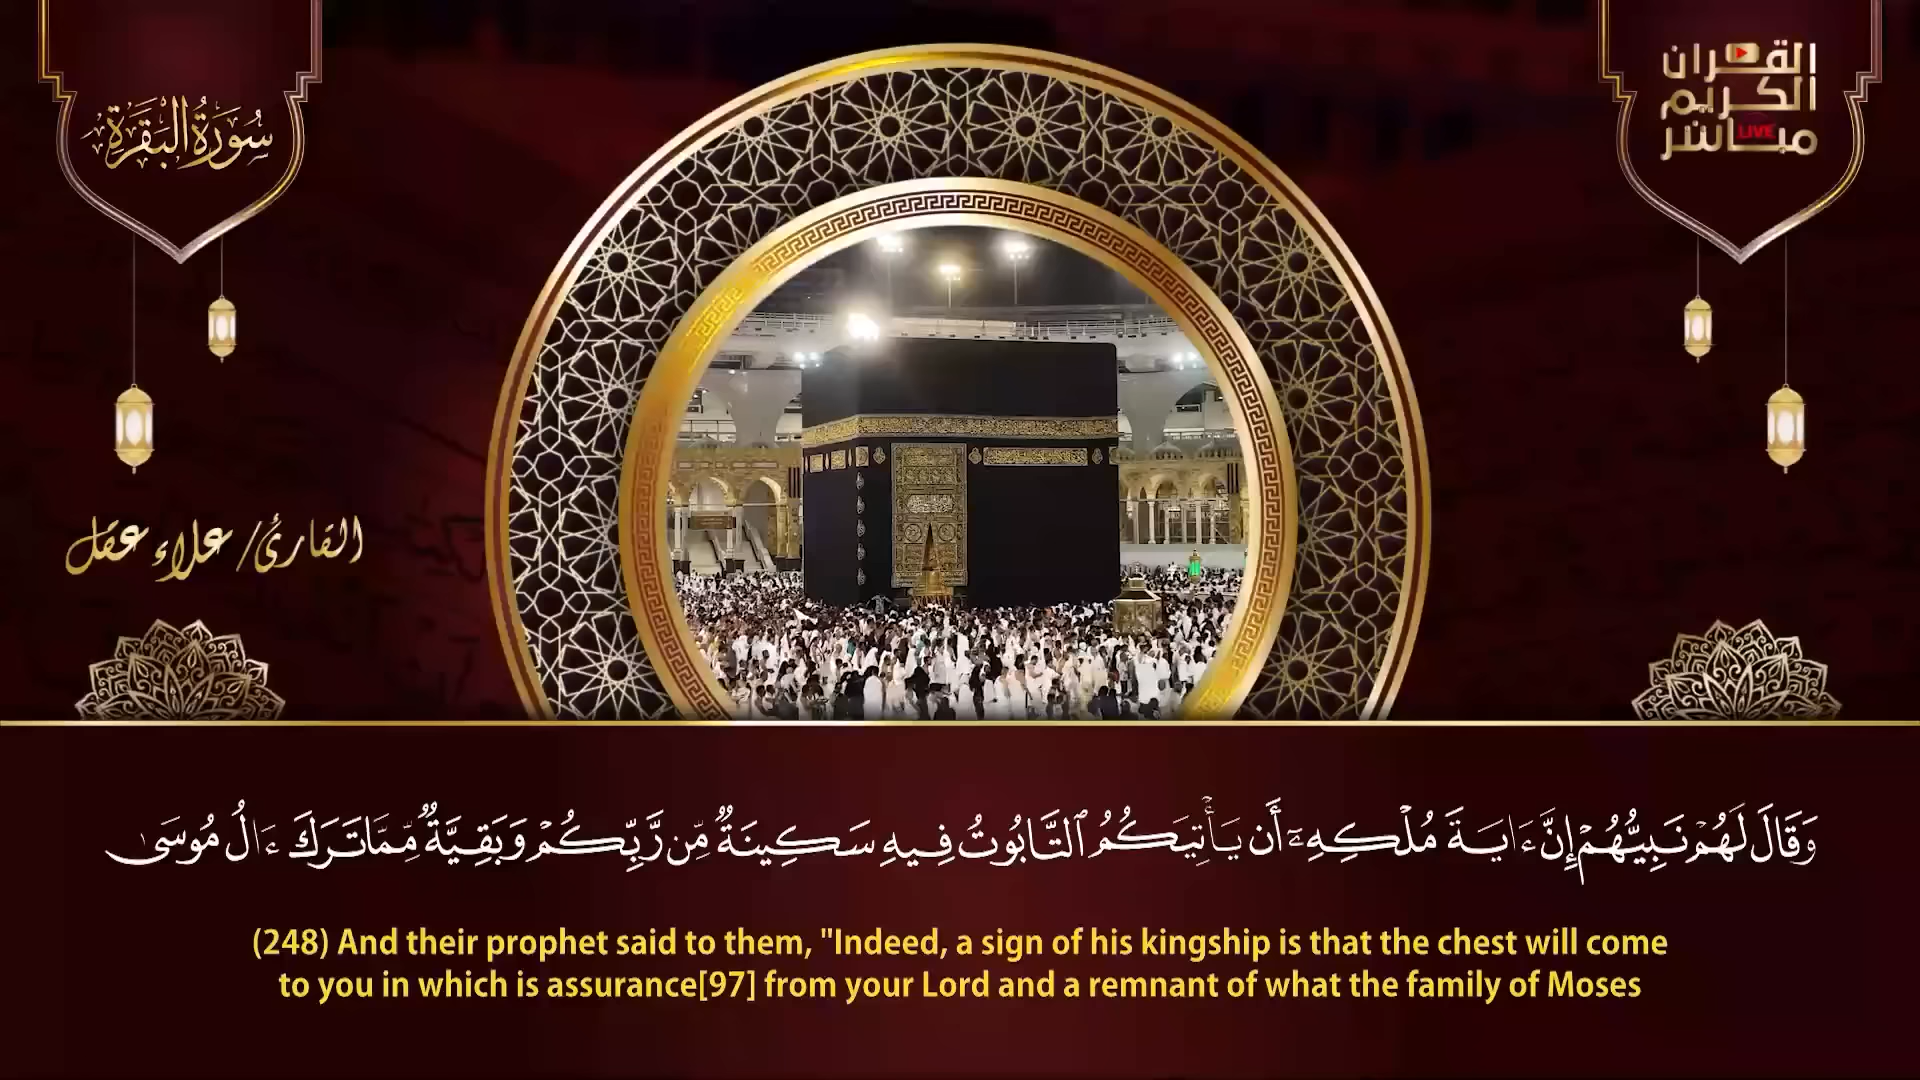 سُورَةُ البَقَرَةِ
القرآن
الكريم
مباشر
LIVE
القارئ/ علاء عقل
وَقَالَ لَهُمْ نَبِيُّهُمْ إِنَّ ءَايَةَ مُلْكِهِۦٓ أَن يَأْتِيَكُمُ ٱلتَّابُوتُ فِيهِ سَكِينَةٌ مِّن رَّبِّكُمْ وَبَقِيَّةٌ مِّمَّا تَرَكَ ءَالُ مُوسَىٰ
(248) And their prophet said to them, "Indeed, a sign of his kingship is that the chest will come
to you in which is assurance[97] from your Lord and a remnant of what the family of Moses